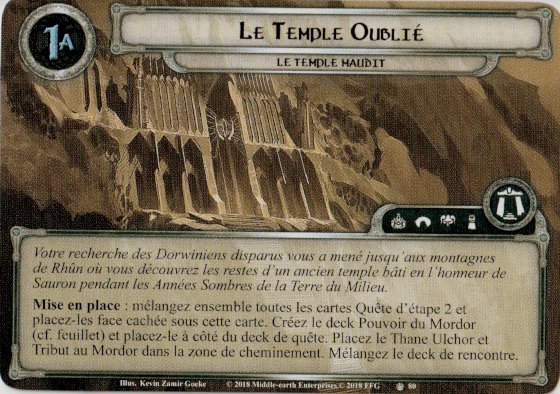 1A
Le Temple Oublié
Le Temple Maudit
Votre recherche des Dorwiniens disparus vous a mené jusqu'aux montagnes
de Rhûn où vous découvrez les restes d'un ancien temple bâti en l'honneur de
Sauron pendant les Années Sombres de la Terre du Milieu.
Mise en place : mélangez ensemble toutes les cartes Quête d'étape 2 et
placez-les face cachée sous cette carte. Créez le deck Pouvoir du Mordor
(cf. feuillet) et placez-le à côté du deck de quête. Placez le Thane Ulchor et
Tribut au Mordor dans la zone de cheminement. Mélangez le deck de rencontre.
Illus. Kevin Zamir Goeke © 2018 Middle-earth Enterprises © 2018 FFG 80